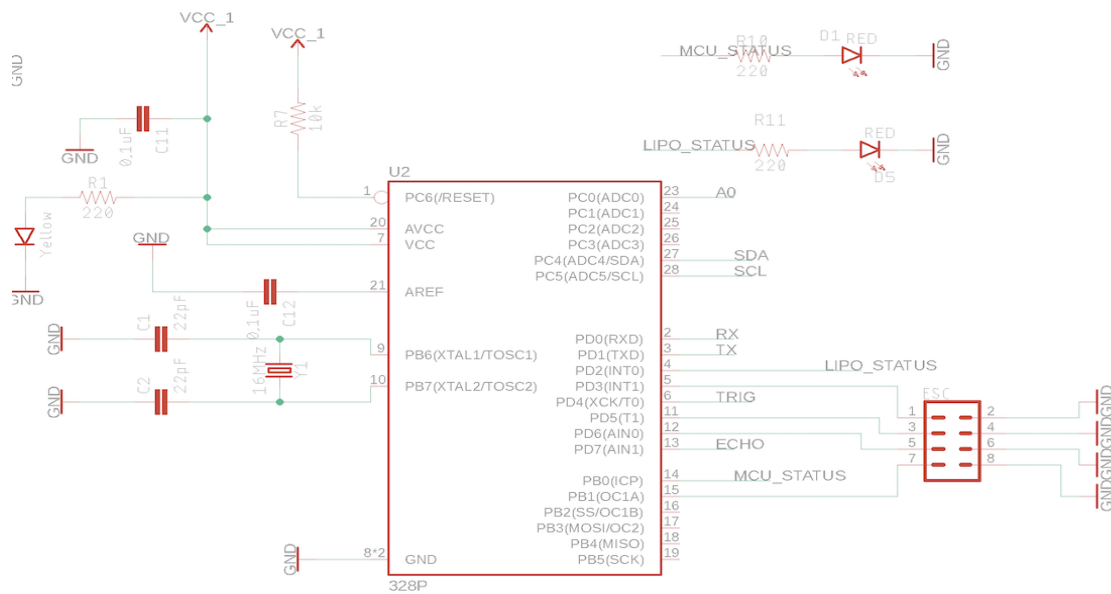 VCC_1
VCC_1
GND
MCU_STATUS
R10
220
D1
RED
GND
0.1uF
C11
GND
R7
10k
LIPO_STATUS
R11
220
RED
D5
GND
R1
220
Yellow
GND
U2
1
PC6(/RESET)
20
AVCC
7
VCC
GND
21
AREF
0.1uF
C12
GND
C1
22pF
9
PB6(XTAL1/TOSC1)
16MHz
Y1
10
PB7(XTAL2/TOSC2)
GND
C2
22pF
GND
8*2
GND
328P
PC0(ADC0)
23
A0
PC1(ADC1)
24
PC2(ADC2)
25
PC3(ADC3)
26
PC4(ADC4/SDA)
27
SDA
PC5(ADC5/SCL)
28
SCL
PD0(RXD)
2
RX
PD1(TXD)
3
TX
PD2(INT0)
4
LIPO_STATUS
PD3(INT1)
5
PD4(XCK/T0)
6
TRIG
PD5(T1)
11
PD6(AIN0)
12
PD7(AIN1)
13
ECHO
PB0(ICP)
14
MCU_STATUS
PB1(OC1A)
15
PB2(SS/OC1B)
16
PB3(MOSI/OC2)
17
PB4(MISO)
18
PB5(SCK)
19
ESC
1
2
GND
3
4
GND
5
6
GND
7
8
GND